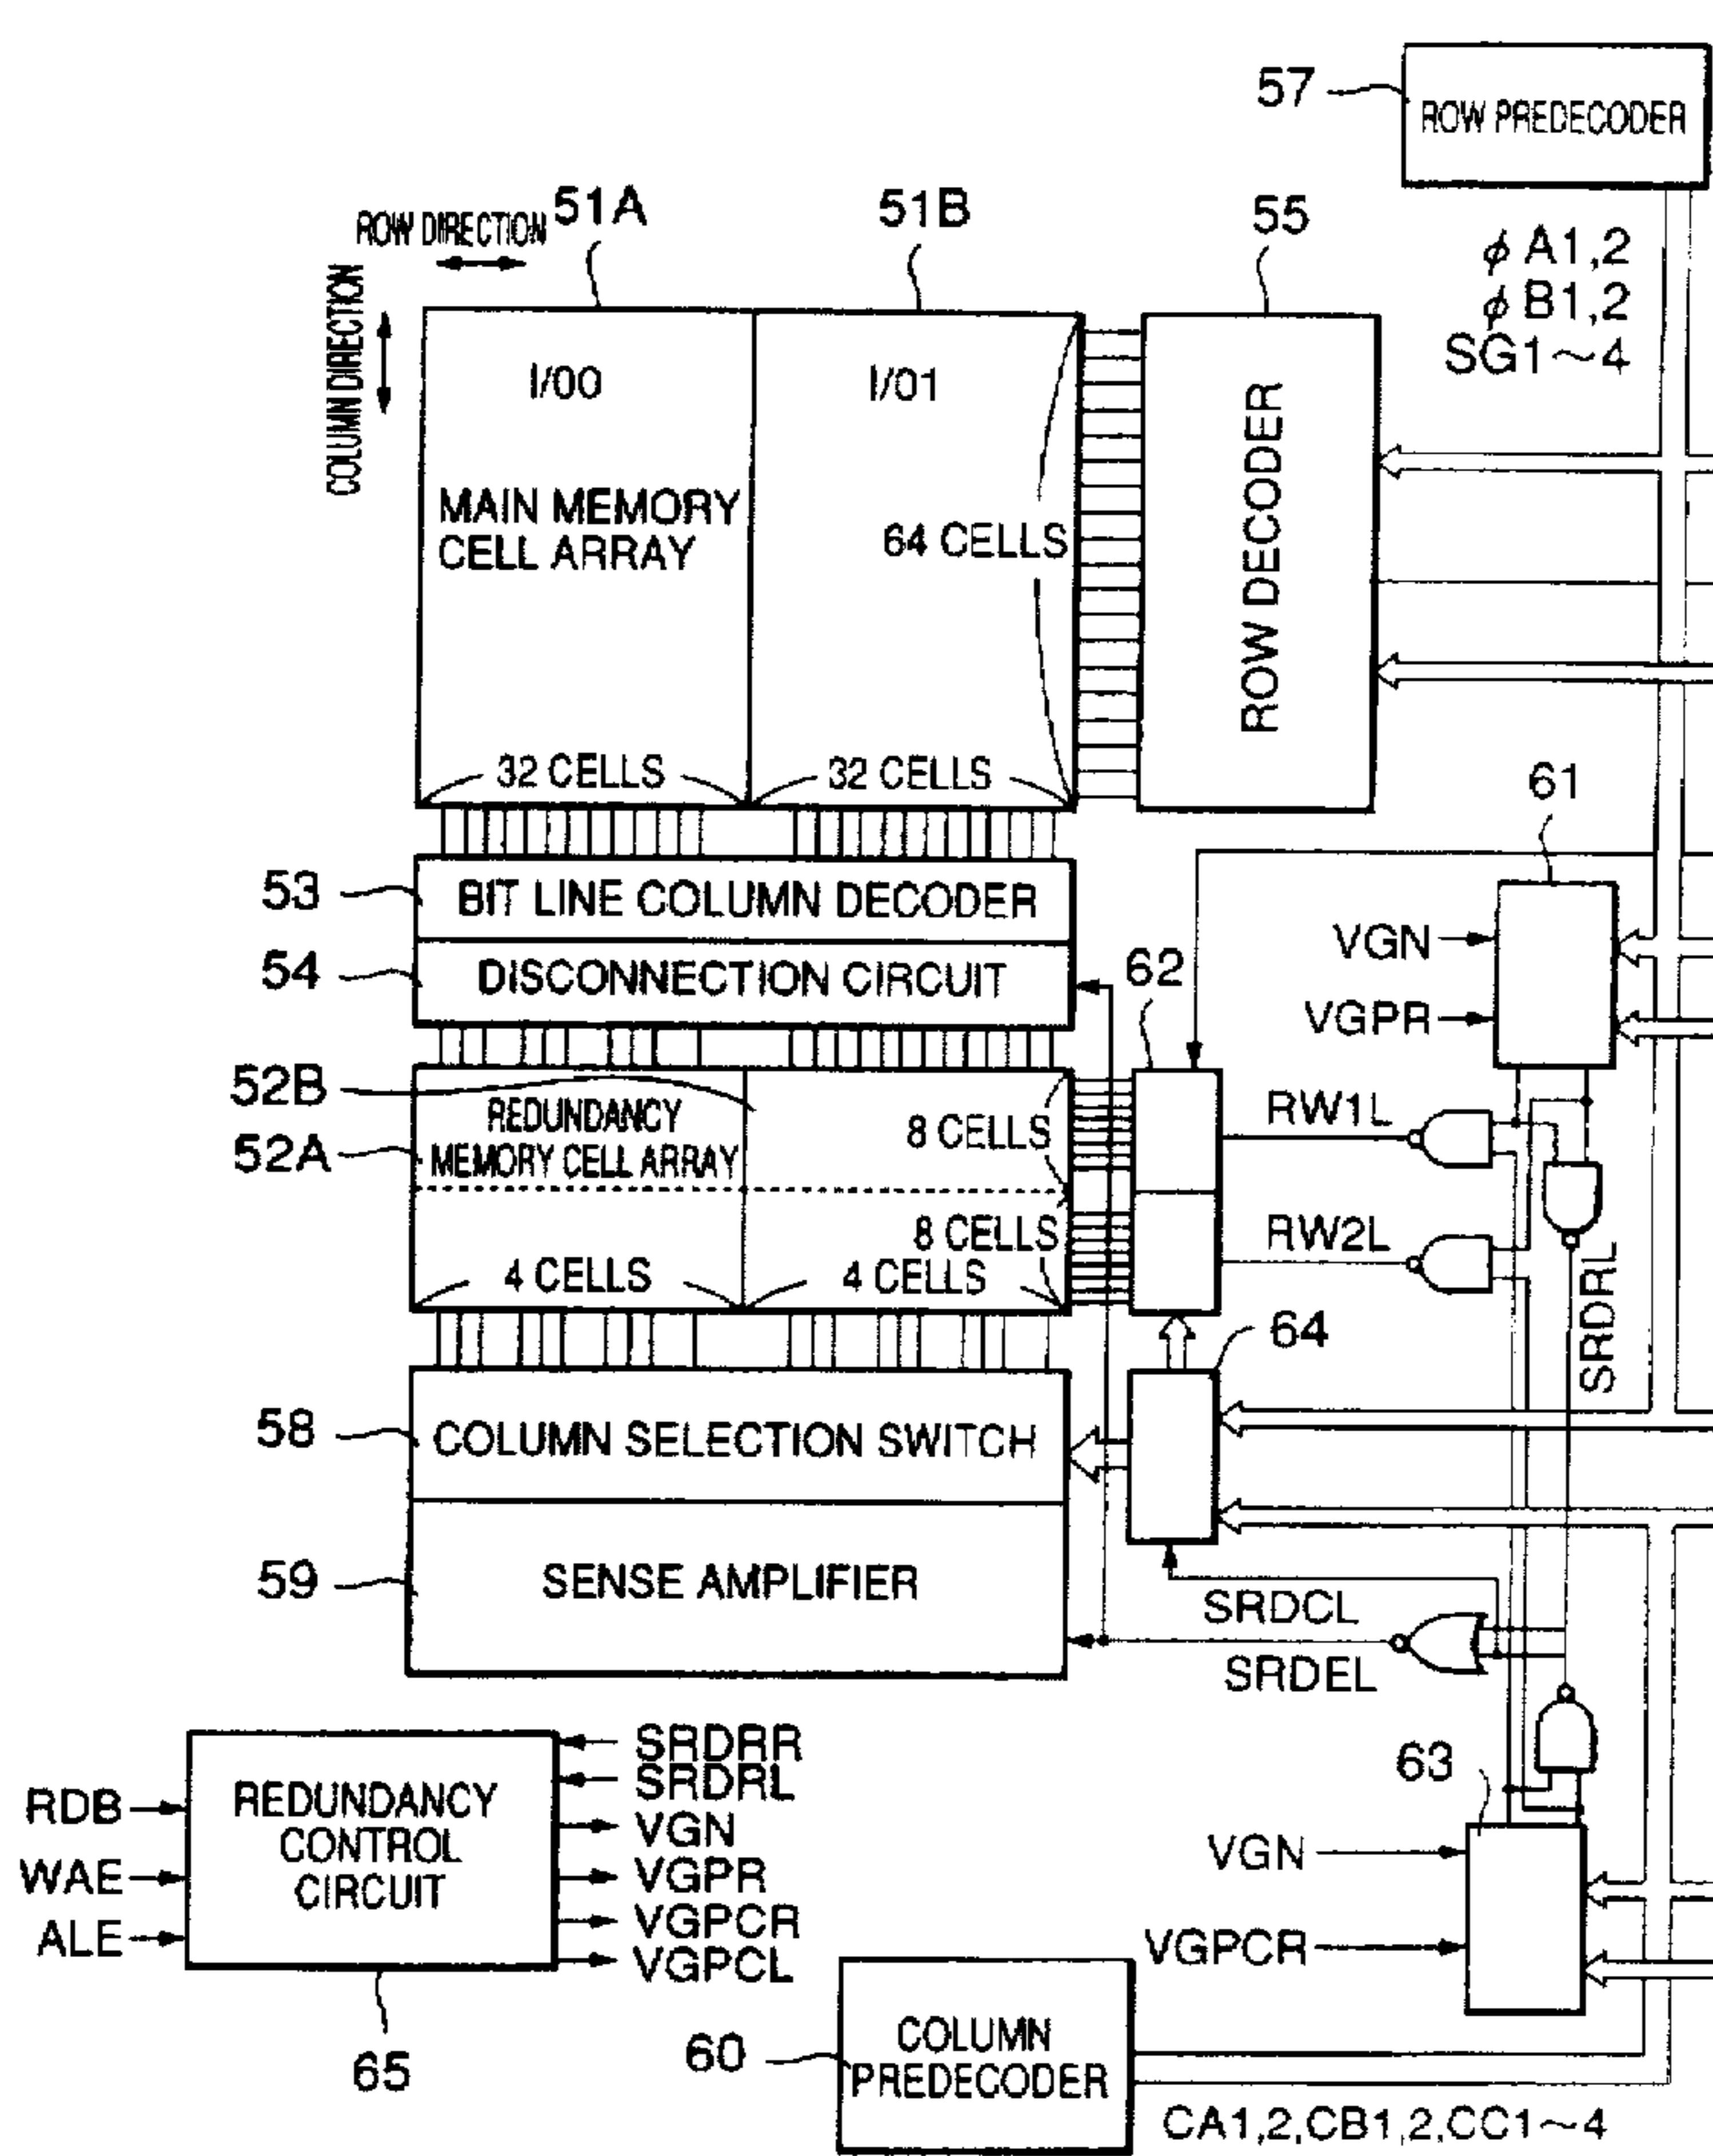 57
ROW PREDECODER
51A
51B
55
ROW DIRECTION
COLUMN DIRECTION
φ A1,2
φ B1,2
SG1~4
I/00
I/01
MAIN MEMORY
CELL ARRAY
64 CELLS
ROW DECODER
32 CELLS
32 CELLS
61
53
BIT LINE COLUMN DECODER
54
DISCONNECTION CIRCUIT
62
VGN
VGPR
52B
52A
REDUNDANCY
MEMORY CELL ARRAY
8 CELLS
8 CELLS
4 CELLS
4 CELLS
RW1L
RW2L
SRDRL
64
58
COLUMN SELECTION SWITCH
59
SENSE AMPLIFIER
SRDCL
SRDEL
63
RDB
WAE
ALE
REDUNDANCY
CONTROL
CIRCUIT
SRDRR
SRDRL
VGN
VGPR
VGPCR
VGPCL
65
VGN
VGPCR
60
COLUMN
PREDECODER
CA1,2,CB1,2,CC1~4